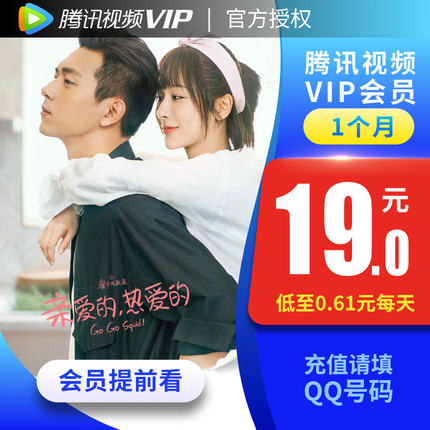 腾讯视频VIP | 官方授权
腾讯视频
VIP会员
1个月
19.0元
低至0.61元每天
亲爱的,热爱的
Go Go Squid!
会员提前看
充值请填
QQ号码